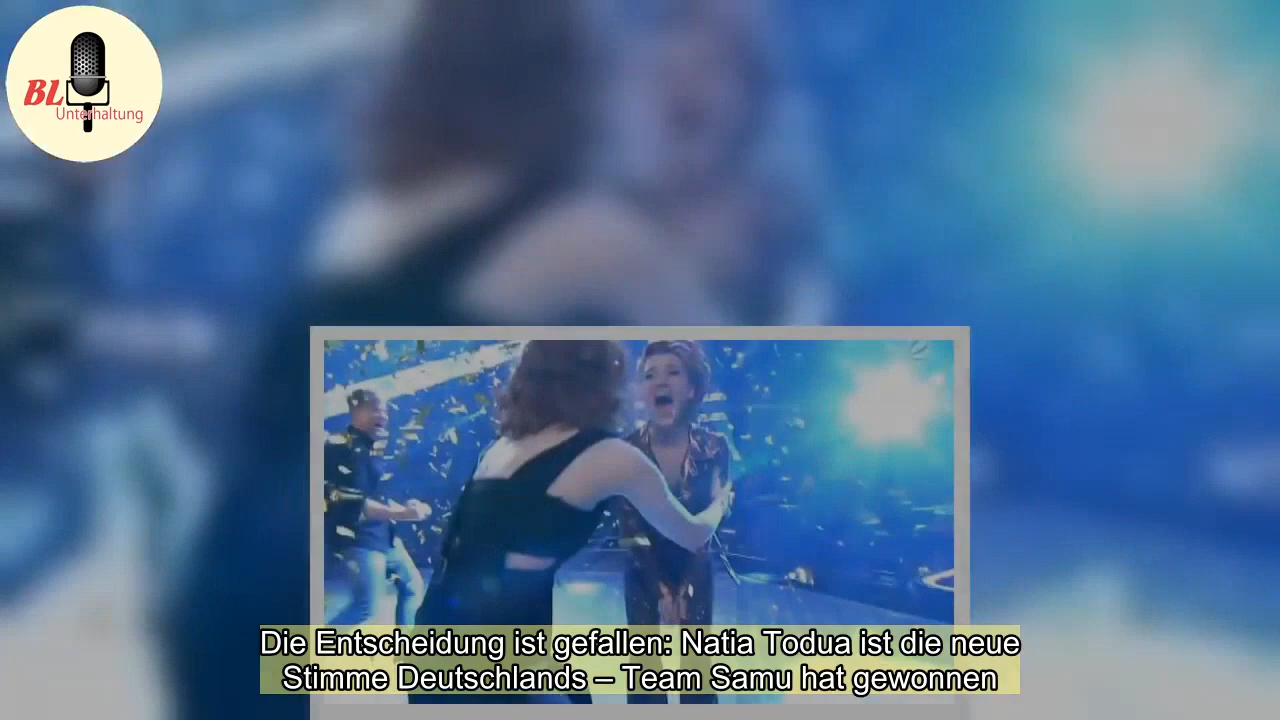 BL
Unterhaltung
Die Entscheidung ist gefallen: Natia Todua ist die neue
Stimme Deutschlands – Team Samu hat gewonnen